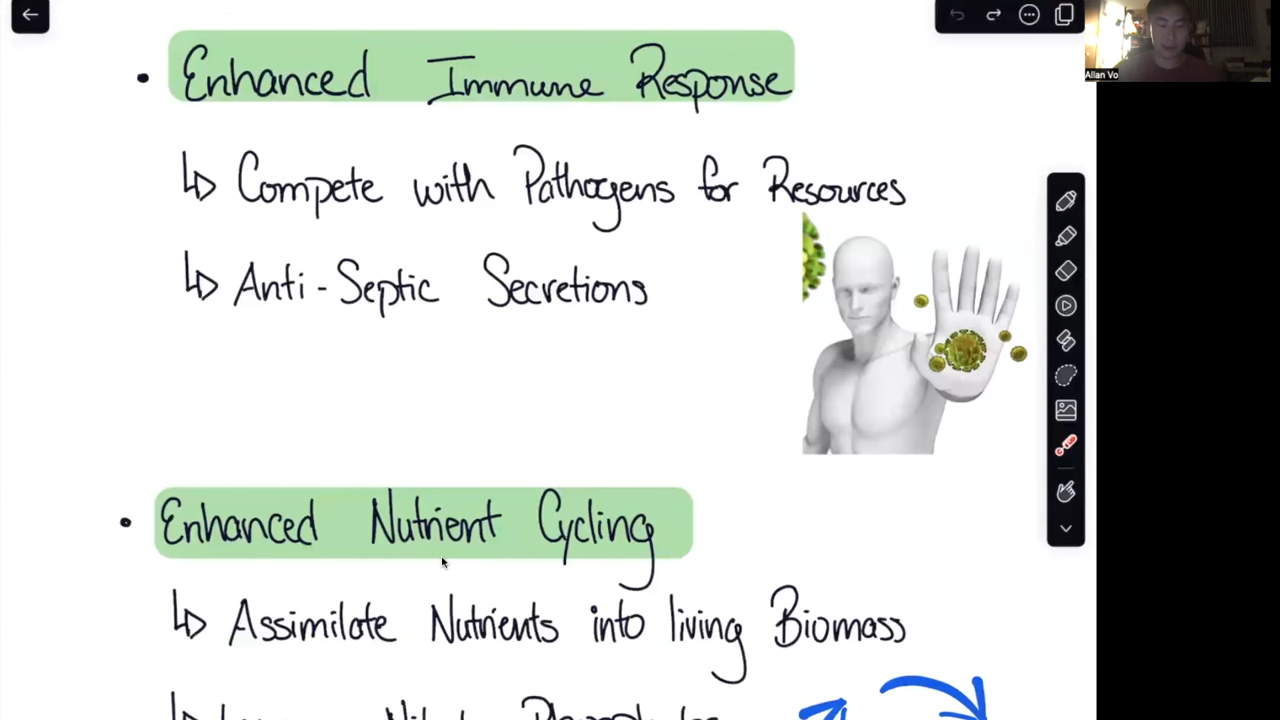 Enhanced Immune Response
Compete with Pathogens for Resources
Anti-Septic Secretions
Enhanced Nutrient Cycling
Assimilate Nutrients into living Biomass
Allan Vo